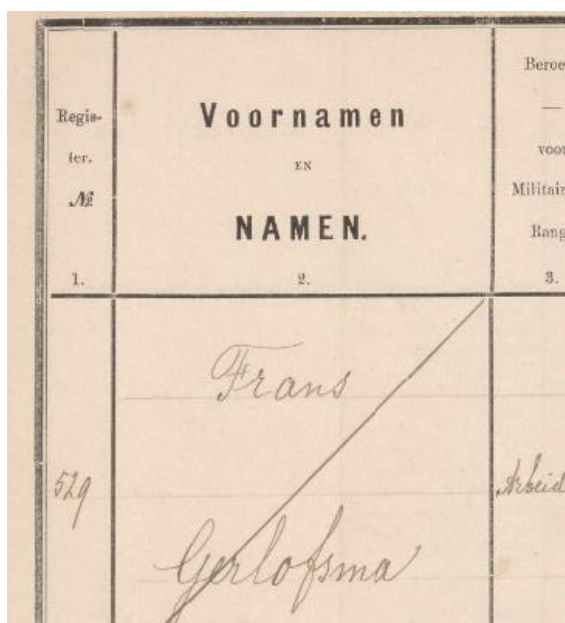 Regis-
ter.
№
1.
Voornamen
EN
NAMEN.
2.
Beroe
—
voor
Militair
Rang
3.
529
Frans
Gerlofsma
Arbeid